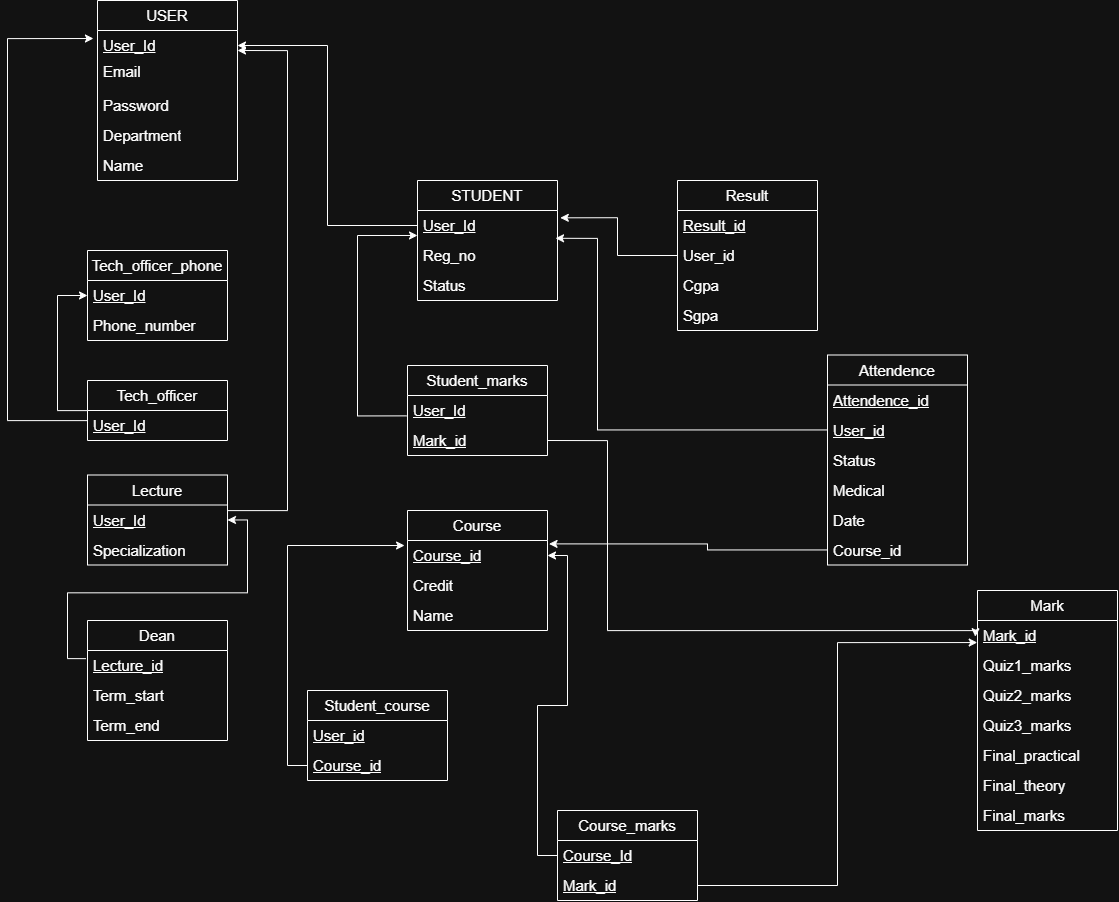 USER
User_Id
Email
Password
Department
Name
STUDENT
User_Id
Reg_no
Status
Result
Result_id
User_id
Cgpa
Sgpa
Tech_officer_phone
User_Id
Phone_number
Tech_officer
User_Id
Student_marks
User_Id
Mark_id
Attendence
Attendence_id
User_id
Status
Medical
Date
Course_id
Lecture
User_Id
Specialization
Course
Course_id
Credit
Name
Dean
Lecture_id
Term_start
Term_end
Mark
Mark_id
Quiz1_marks
Quiz2_marks
Quiz3_marks
Final_practical
Final_theory
Final_marks
Student_course
User_id
Course_id
Course_marks
Course_Id
Mark_id